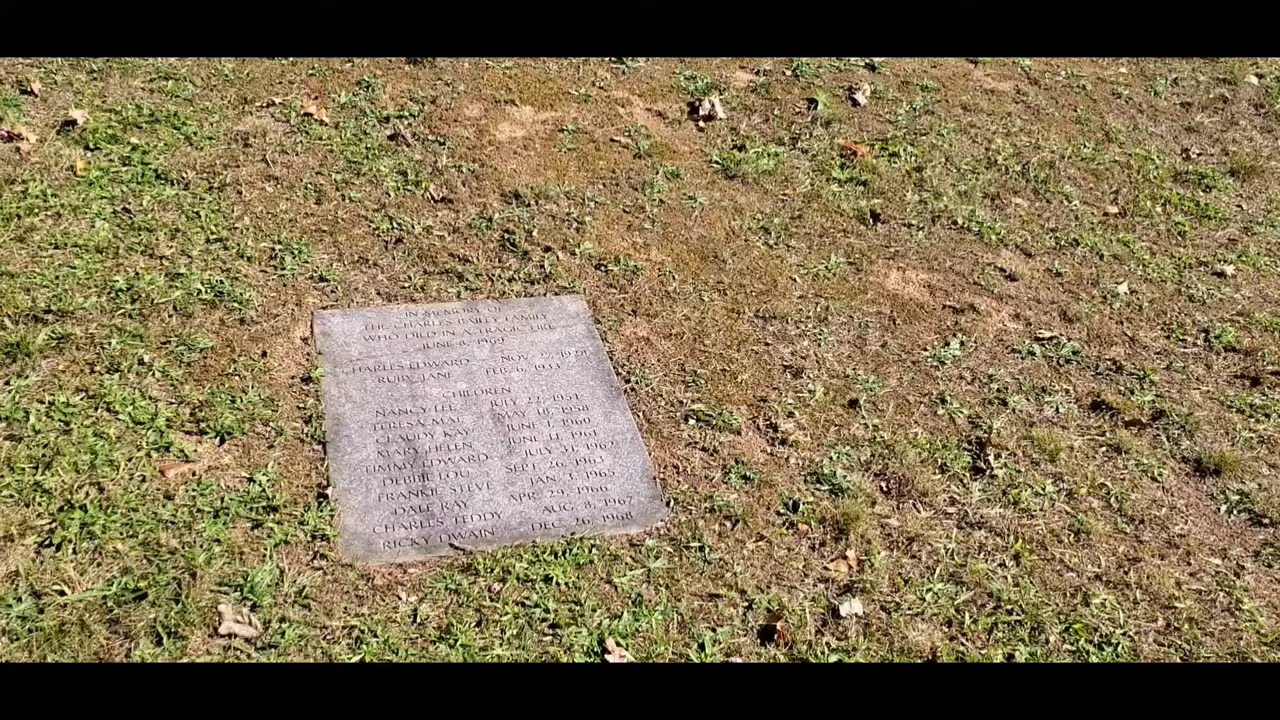 IN MEMORY OF
THE CHARLES BAILY FAMILY
WHO DIED IN A TRAGIC FIRE
JUNE 8, 1969
CHARLES EDWARD NOV. 27, 1928
RUBY JANE FEB. 6, 1933
CHILDREN
NANCY LEE JULY 22, 1951
TERESA MAE MAY 18, 1958
CLAUDY KAY JUNE 1, 1960
MARY HELEN JUNE 11, 1961
TIMMY EDWARD JULY 31, 1962
DEBBIE LOU SEPT. 26, 1963
FRANKIE STEVE JAN. 3, 1965
DALE RAY APR. 29, 1966
CHARLES TEDDY AUG. 8, 1967
RICKY DWAIN DEC. 26, 1968